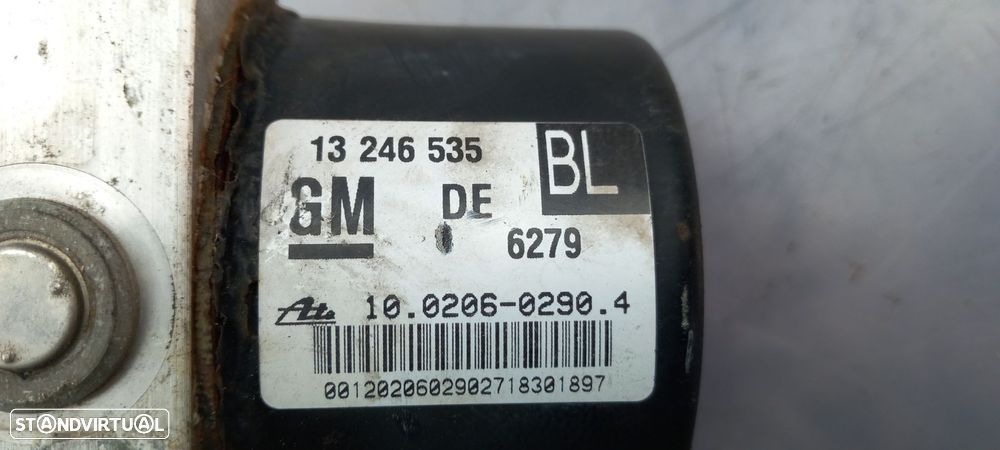 13 246 535
BL
GM
DE
6279
Ate
10.0206-0290.4
0012020602902718301897
STANDVIRTUAL